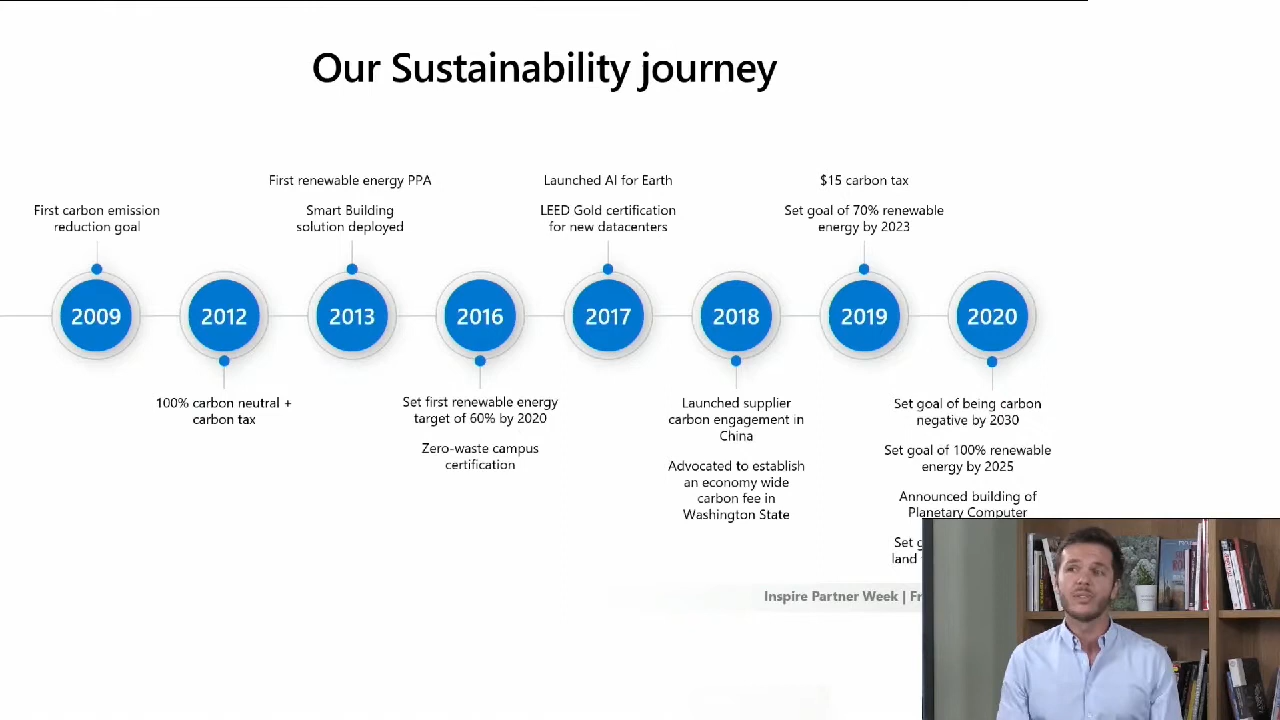 Our Sustainability journey
First carbon emission
reduction goal
2009
2012
100% carbon neutral +
carbon tax
First renewable energy PPA
Smart Building
solution deployed
2013
2016
Set first renewable energy
target of 60% by 2020
Zero-waste campus
certification
Launched AI for Earth
LEED Gold certification
for new datacenters
2017
2018
Launched supplier
carbon engagement in
China
Advocated to establish
an economy wide
carbon fee in
Washington State
$15 carbon tax
Set goal of 70% renewable
energy by 2023
2019
2020
Set goal of being carbon
negative by 2030
Set goal of 100% renewable
energy by 2025
Announced building of
Planetary Computer
Set
land
Inspire Partner Week |